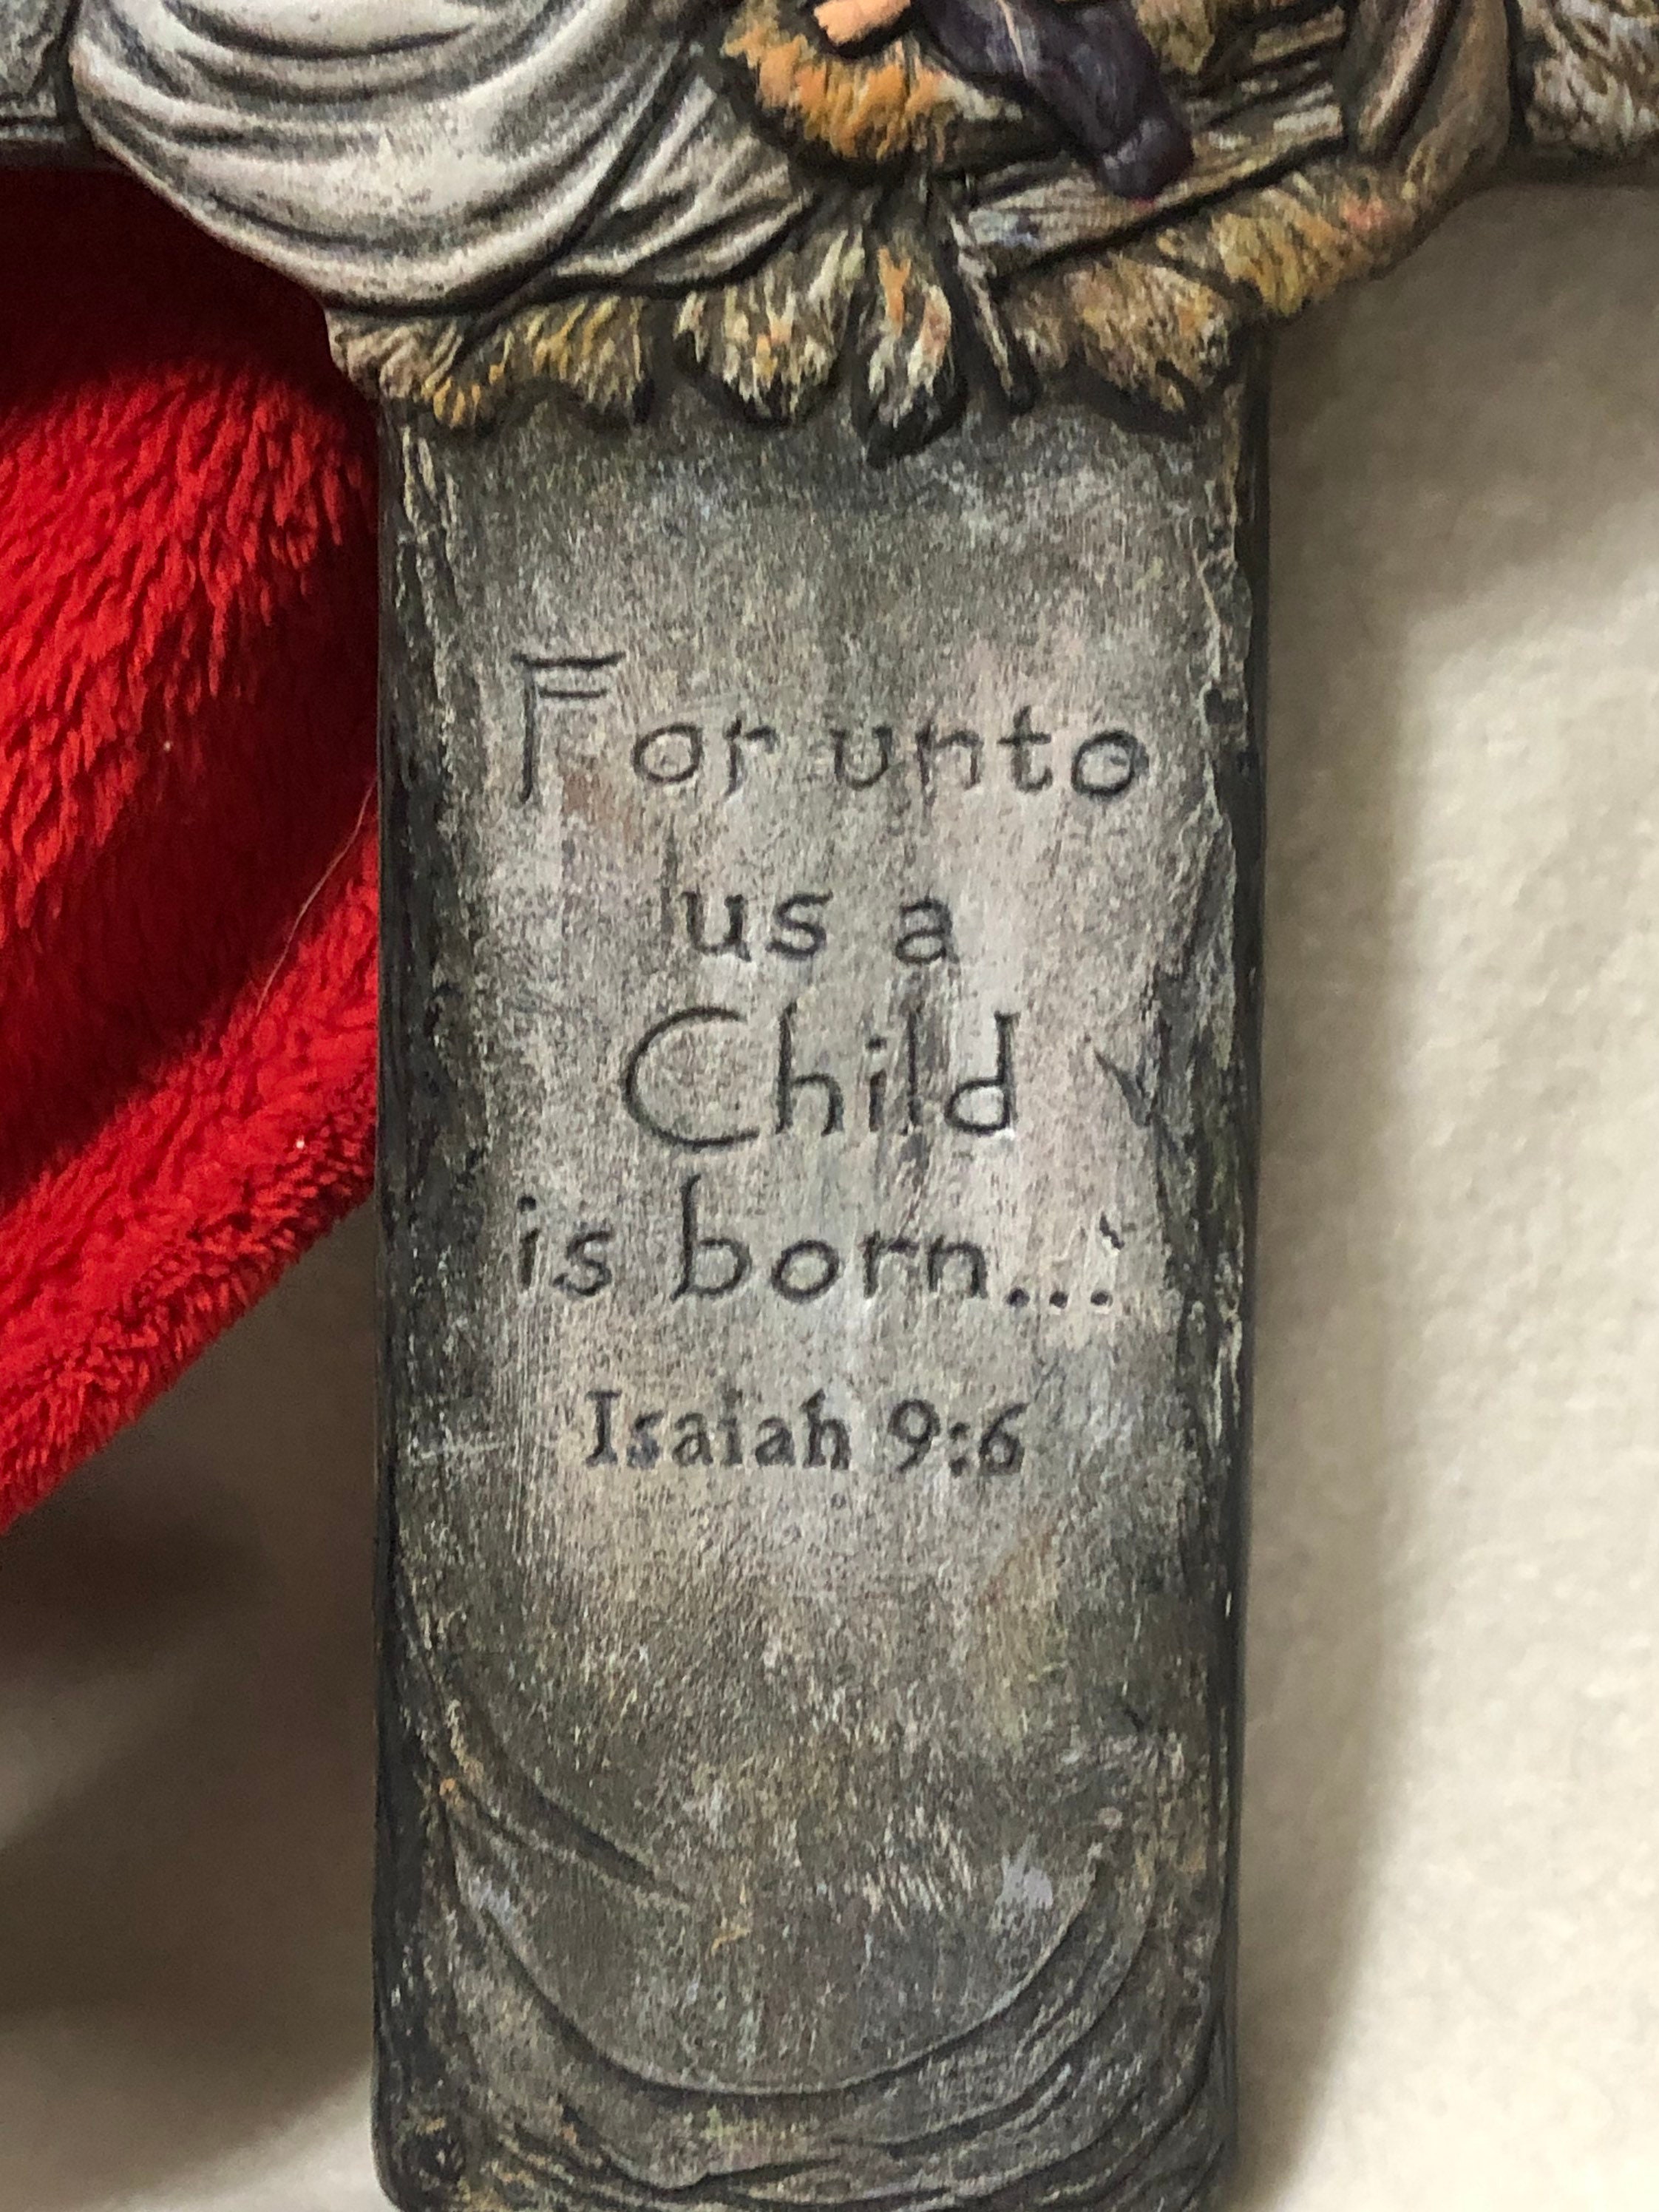 For unto
us a
Child
is born...
Isaiah 9:6